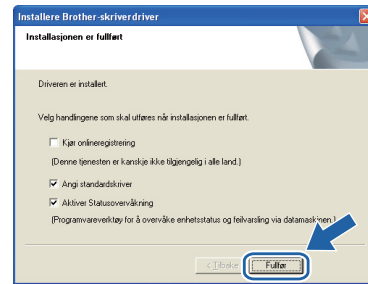 Installere Brother-skriverdriver
Installasjonen er fullført
Driveren er installert.
Velg handlingene som skal utføres når installasjonen er fullført.
Kjør onlineregistrering
(Denne tjenesten er kanskje ikke tilgjengelig i alle land.)
Angi standardskriver
Aktiver Statusovervåkning
(Programvareverktøy for å overvåke enhetsstatus og feilvarsling via datamaskinen.)
< Tilbake
Fullfør